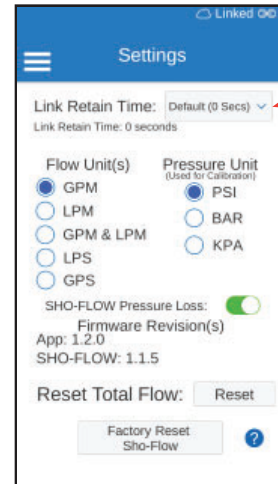 Linked
Settings
Link Retain Time: Default (0 Secs)
Link Retain Time: 0 seconds
Flow Unit(s)
GPM
LPM
GPM & LPM
LPS
GPS
Pressure Unit
(Used for Calibration)
PSI
BAR
KPA
SHO-FLOW Pressure Loss:
Firmware Revision(s)
App: 1.2.0
SHO-FLOW: 1.1.5
Reset Total Flow: Reset
Factory Reset
Sho-Flow
?